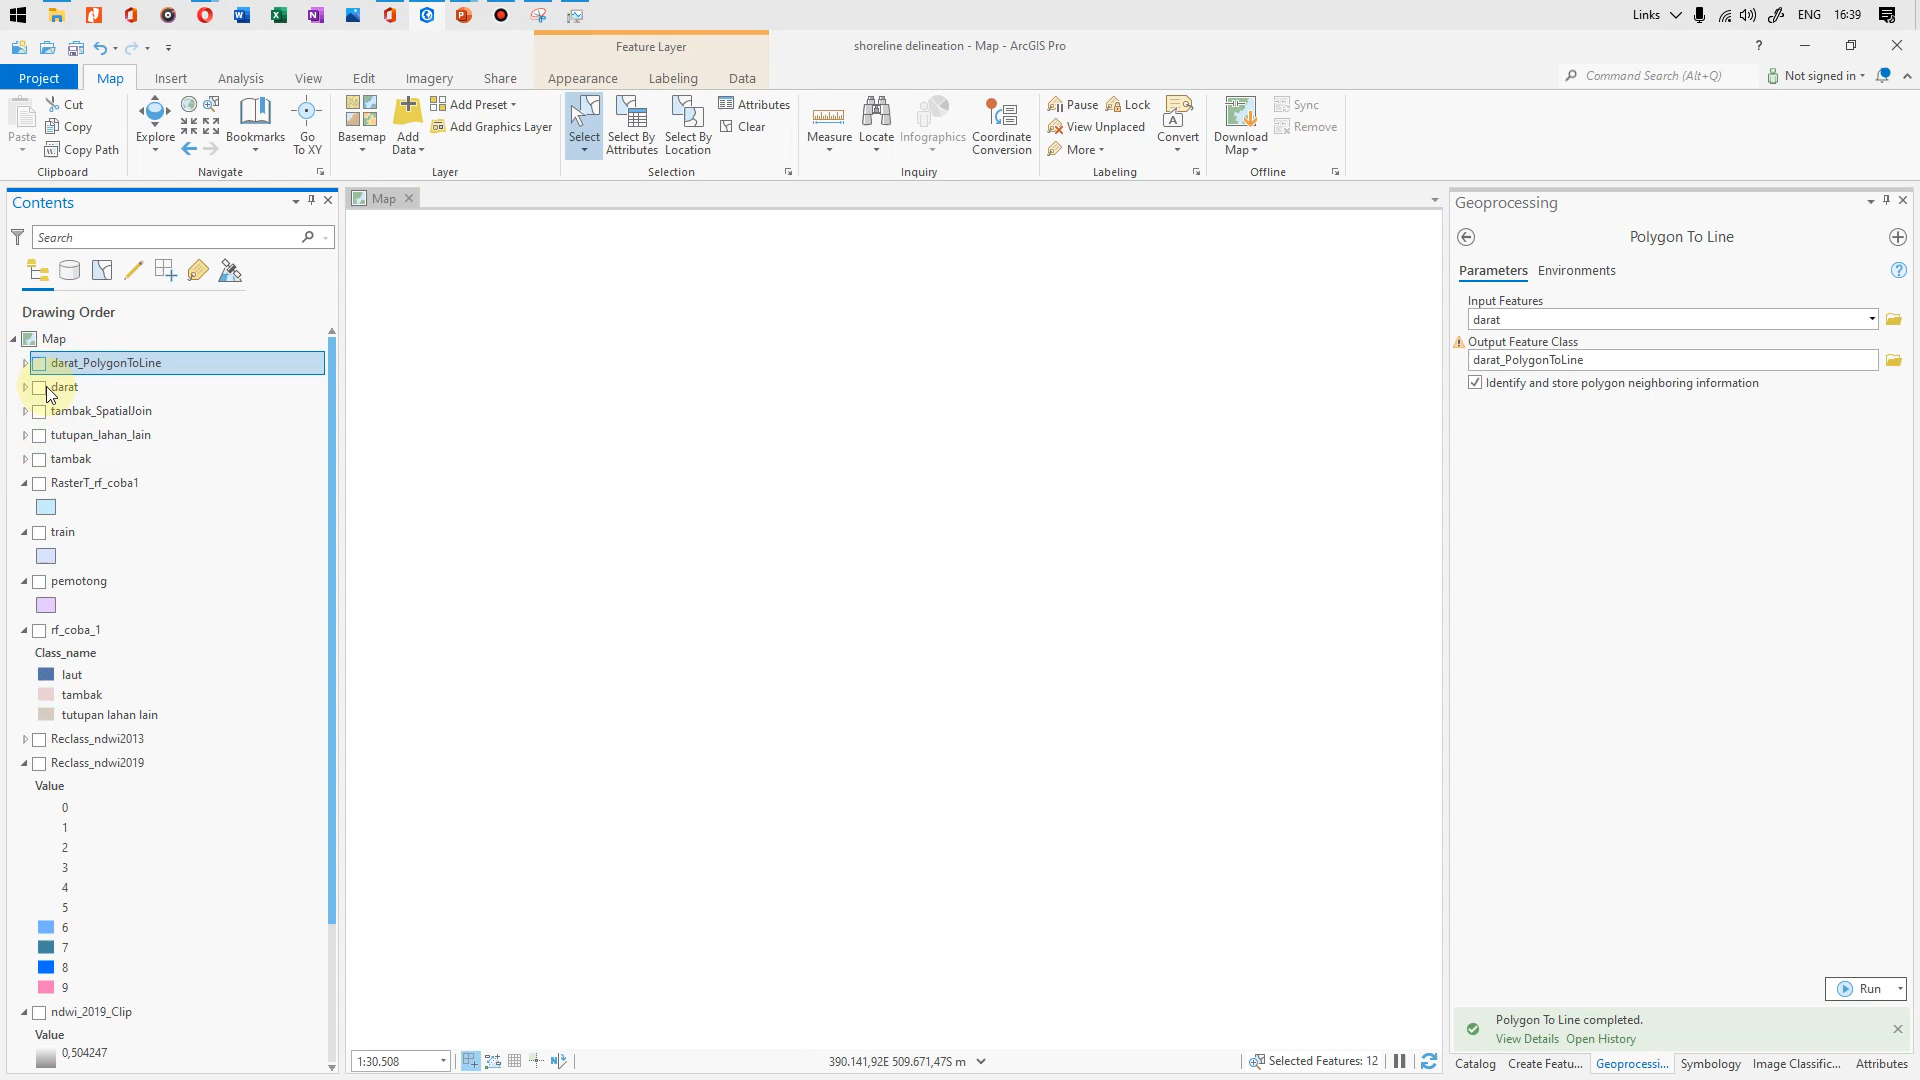 Links
ENG
16:39
Feature Layer
shoreline delineation - Map - ArcGIS Pro
?
Project
Map
Insert
Analysis
View
Edit
Imagery
Share
Appearance
Labeling
Data
Command Search (Alt+Q)
Not signed in
Paste
Cut
Copy
Copy Path
Clipboard
Explore
Bookmarks
Go
To XY
Navigate
Basemap
Add
Data
Add Preset
Add Graphics Layer
Layer
Select
Select By
Attributes
Select By
Location
Attributes
Clear
Selection
Measure
Locate
Infographics
Coordinate
Conversion
Inquiry
Pause
Lock
View Unplaced
More
Convert
Labeling
Download
Map
Sync
Remove
Offline
Contents
Search
Drawing Order
Map
darat_PolygonToLine
darat
tambak_SpatialJoin
tutupan_lahan_lain
tambak
RasterT_rf_coba1
train
pemotong
rf_coba_1
Class_name
laut
tambak
tutupan lahan lain
Reclass_ndwi2013
Reclass_ndwi2019
Value
0
1
2
3
4
5
6
7
8
9
ndwi_2019_Clip
Value
0,504247
Map
1:30.508
390.141,92E 509.671,47S m
Selected Features: 12
Geoprocessing
Polygon To Line
Parameters
Environments
?
Input Features
darat
Output Feature Class
darat_PolygonToLine
Identify and store polygon neighboring information
Run
Polygon To Line completed.
View Details Open History
Catalog
Create Featu...
Geoprocessi...
Symbology
Image Classific...
Attributes